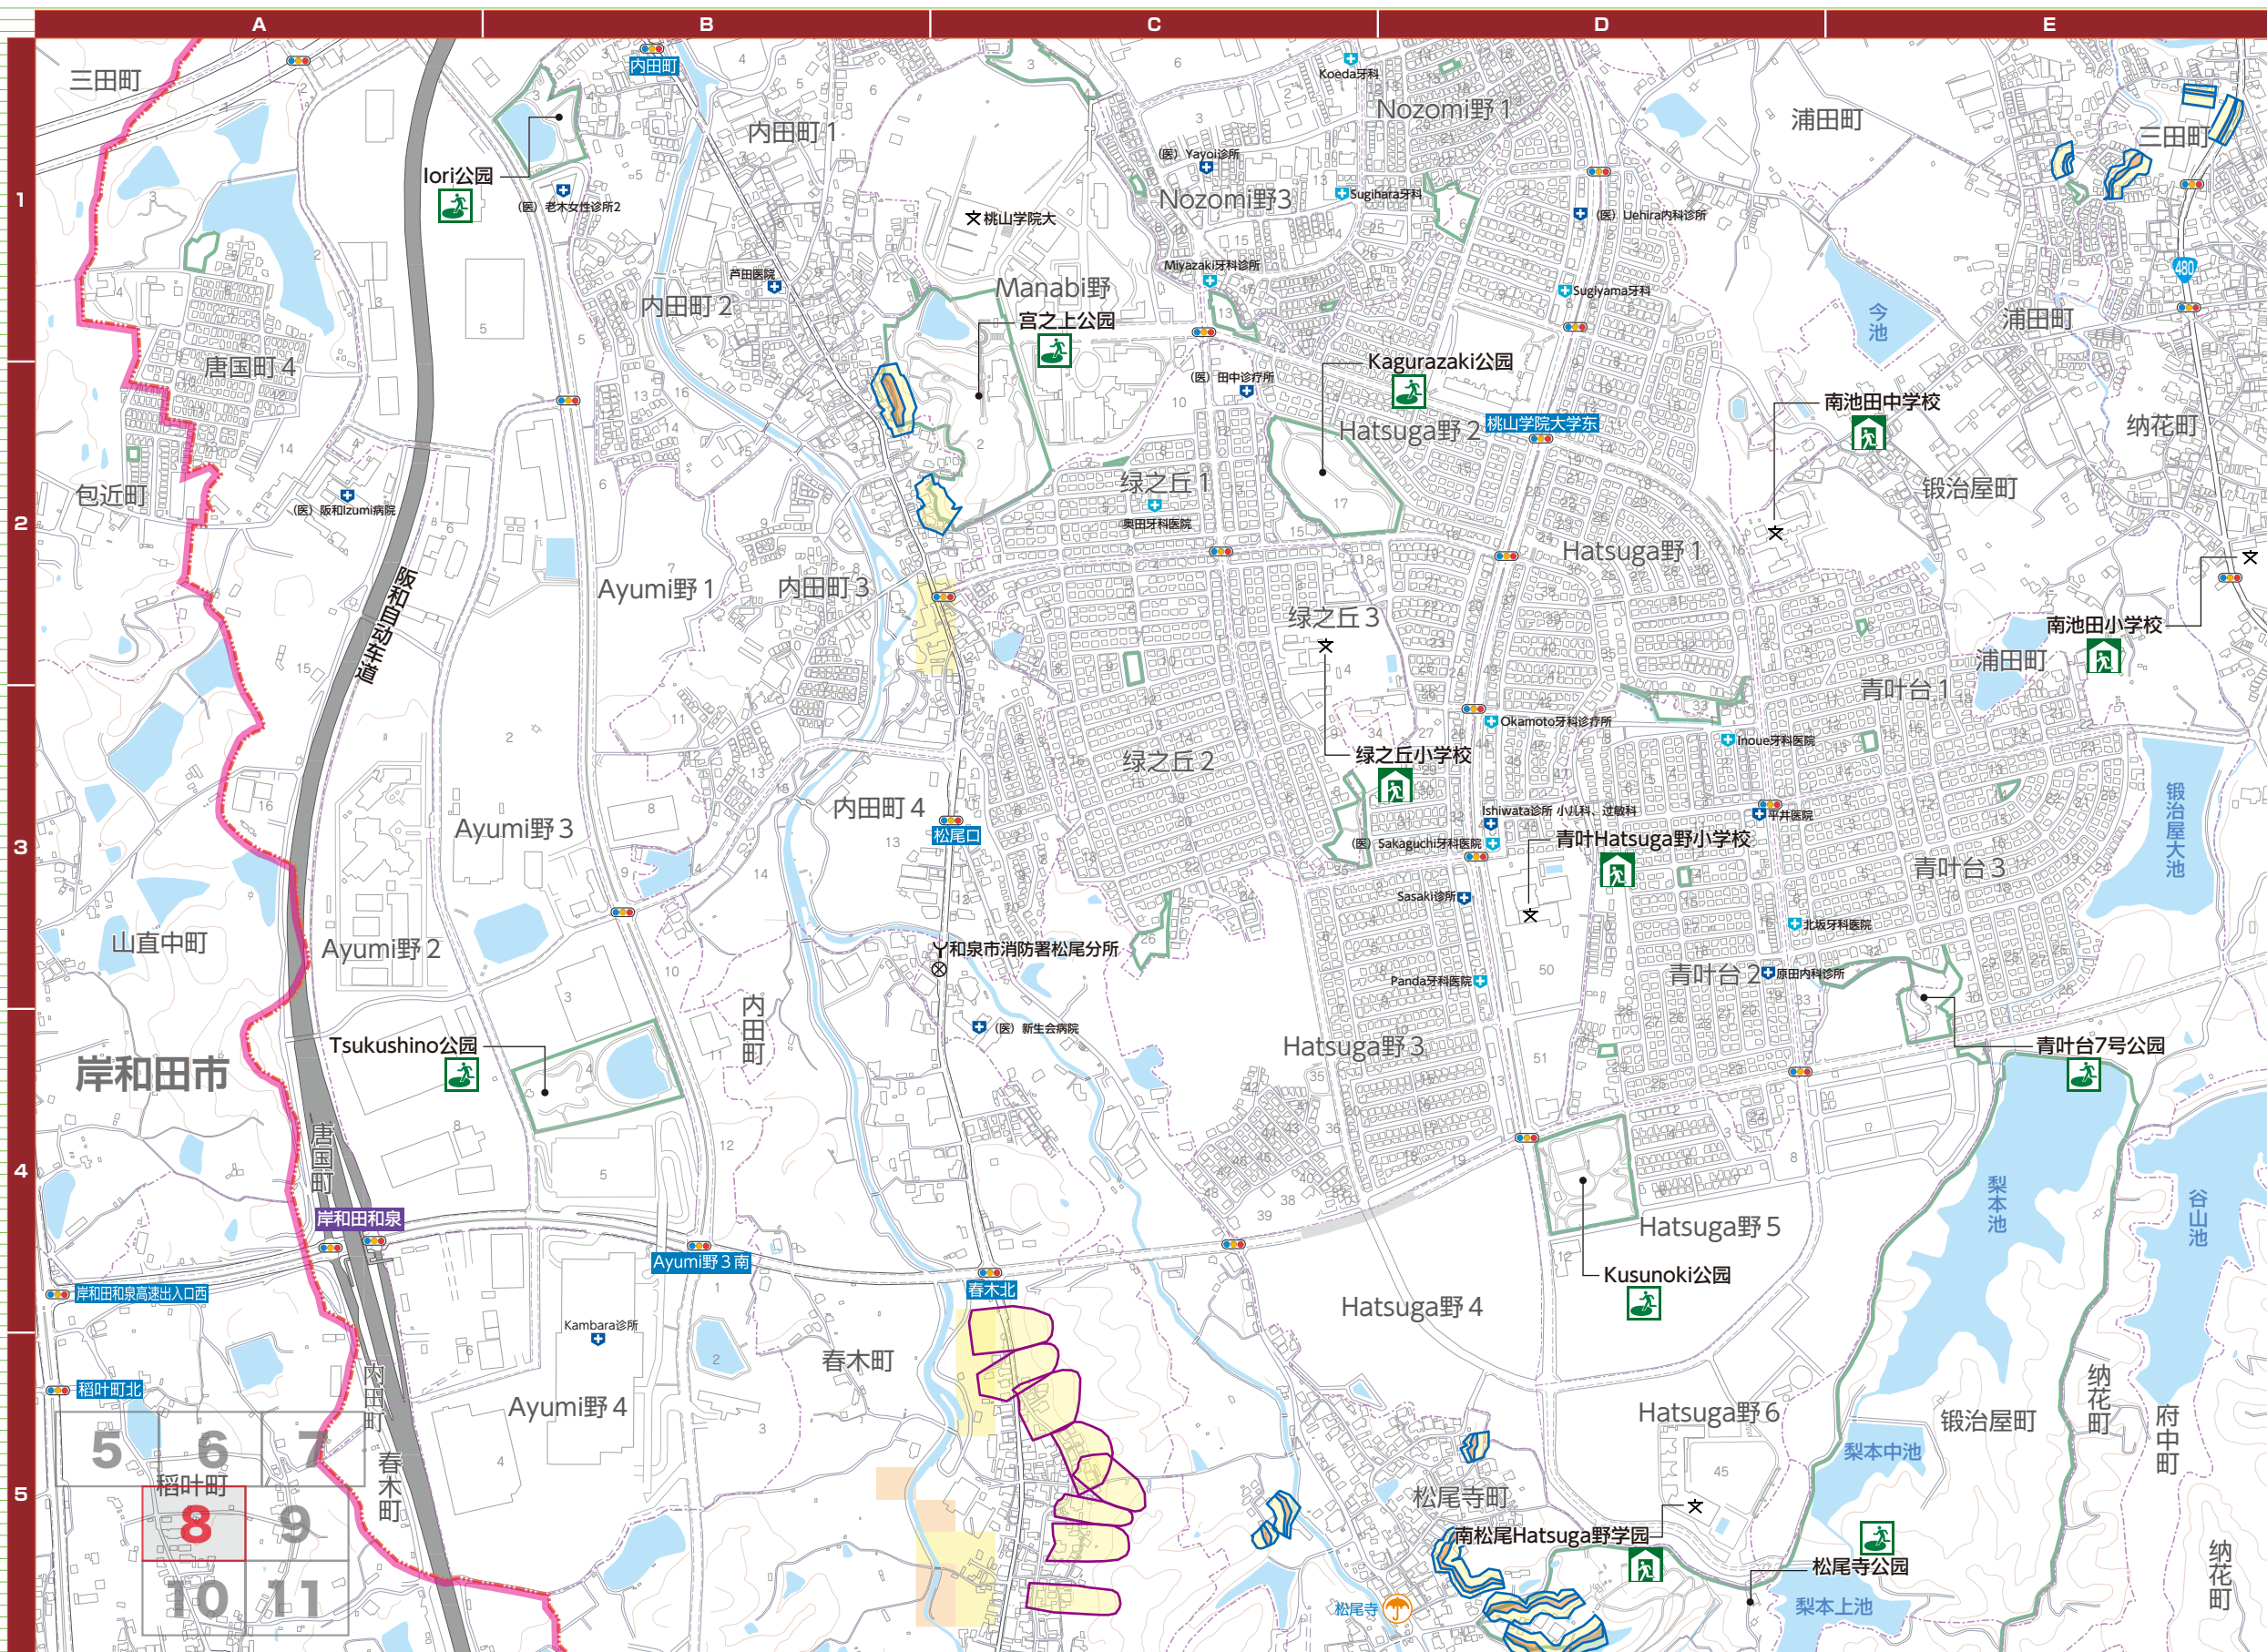 A
B
C
D
E
1
2
3
4
5
三田町
内田町
内田町 1
Koeda牙科
Nozomi野 1
浦田町
三田町
Iori公园
(医) 老木女性诊所2
(医) Yayoi诊所
Nozomi野3
Sugihara牙科
(医) Uehira内科诊所
桃山学院大
芦田医院
内田町 2
Miyazaki牙科诊所
Manabi野
宫之上公园
Sugiyama牙科
480
今池
浦田町
唐国町 4
(医) 田中诊疗所
Kagurazaki公园
Hatsuga野 2
桃山学院大学东
南池田中学校
纳花町
包近町
(医) 阪和Izumi病院
绿之丘 1
奥田牙科医院
锻治屋町
Hatsuga野 1
阪和自动车道
Ayumi野 1
内田町 3
绿之丘 3
南池田小学校
浦田町
青叶台 1
Okamoto牙科诊疗所
Inoue牙科医院
绿之丘 2
绿之丘小学校
内田町 4
松尾口
Ayumi野 3
Ishiwata诊所 小儿科、过敏科
平井医院
(医) Sakaguchi牙科医院
青叶Hatsuga野小学校
锻治屋大池
青叶台 3
Sasaki诊所
北坂牙科医院
山直中町
Ayumi野 2
和泉市消防署松尾分所
Panda牙科医院
青叶台 2
原田内科诊所
内田町
(医) 新生会病院
Hatsuga野 3
Tsukushino公园
岸和田市
青叶台7号公园
唐国町
岸和田和泉
梨本池
谷山池
Ayumi野 3 南
Hatsuga野 5
岸和田和泉高速出入口西
春木北
Kusunoki公园
Hatsuga野 4
Kambara诊所
春木町
稻叶町北
内田町
Ayumi野 4
Hatsuga野 6
锻治屋町
纳花町
府中町
梨本中池
5
6
7
稻叶町
8
9
10
11
春木町
松尾寺町
南松尾Hatsuga野学园
松尾寺公园
松尾寺
梨本上池
纳花町